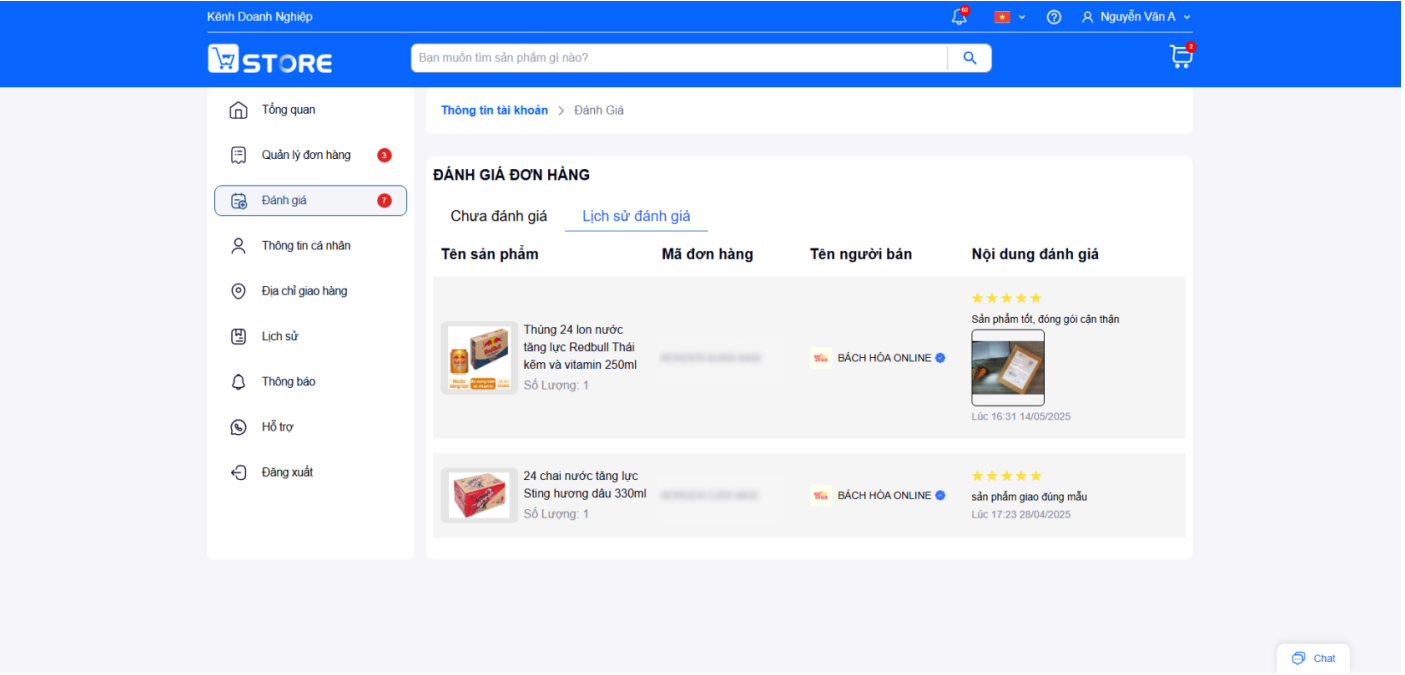 Kênh Doanh Nghiệp
92
Nguyễn Văn A
STORE
Bạn muốn tìm sản phẩm gì nào?
2
Tổng quan
Thông tin tài khoản > Đánh Giá
Quản lý đơn hàng 3
ĐÁNH GIÁ ĐƠN HÀNG
Đánh giá 7
Chưa đánh giá Lịch sử đánh giá
Thông tin cá nhân
Tên sản phẩm Mã đơn hàng Tên người bán Nội dung đánh giá
Địa chỉ giao hàng
Lịch sử
Thông báo
Hỗ trợ
Đăng xuất
Thùng 24 lon nước
tăng lực Redbull Thái
kẽm và vitamin 250ml
Số Lượng: 1
BÁCH HÓA ONLINE
Sản phẩm tốt, đóng gói cận thận
Lúc 16:31 14/05/2025
24 chai nước tăng lực
Sting hương dâu 330ml
Số Lượng: 1
BÁCH HÓA ONLINE
sản phẩm giao đúng mẫu
Lúc 17:23 28/04/2025
Chat